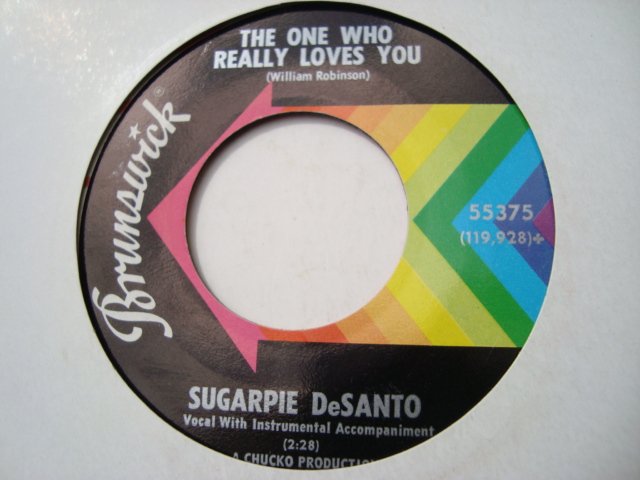 THE ONE WHO
REALLY LOVES YOU
(William Robinson)
Brunswick
55375
(119,928)
SUGARPIE DeSANTO
Vocal With Instrumental Accompaniment
(2:28)
A CHUCKO PRODUCTION